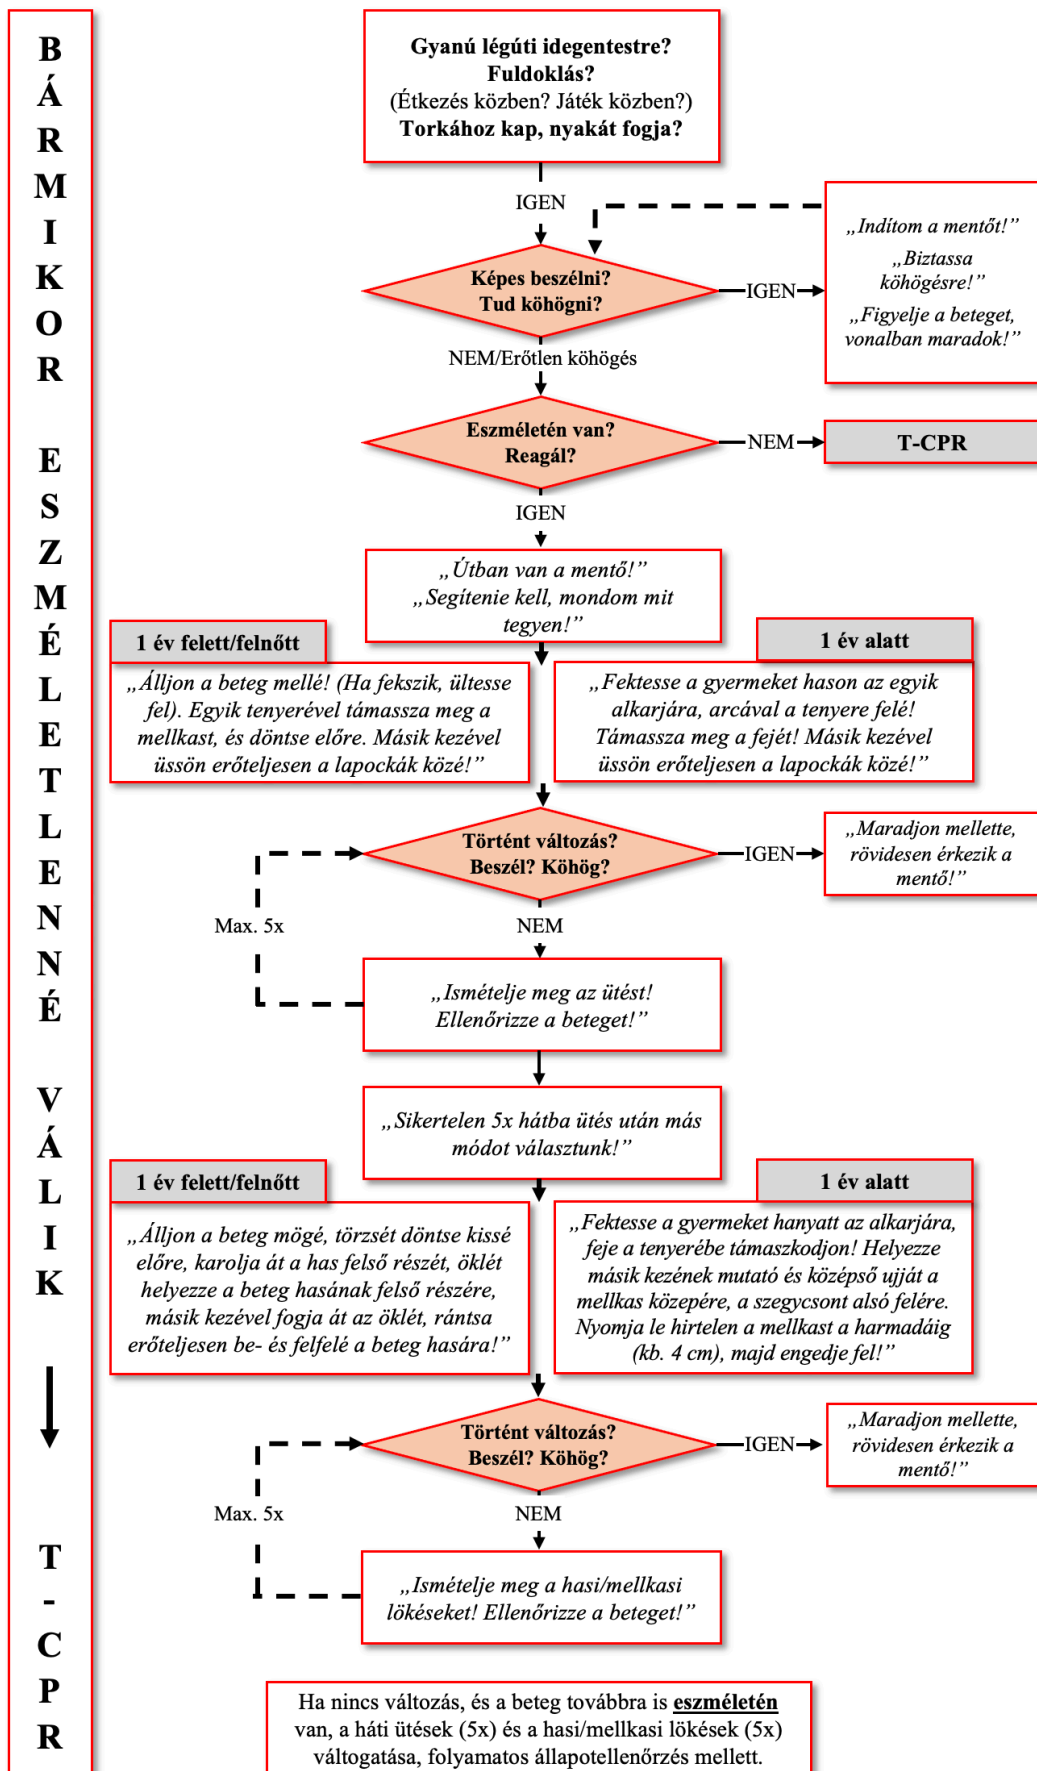 BÁRMIKOR ESZMÉLETLENNÉ VÁLIK
T-CPR
Gyanú légúti idegentestre?
Fuldoklás?
(Étkezés közben? Játék közben?)
Torkához kap, nyakát fogja?
IGEN
Képes beszélni?
Tud köhögni?
IGEN
„Indítom a mentőt!”
„Biztassa
köhögésre!”
„Figyelje a beteget,
vonalban maradok!”
NEM/Erőtlen köhögés
Eszméletén van?
Reagál?
NEM
T-CPR
IGEN
„Útban van a mentő!”
„Segítenie kell, mondom mit
tegyen!”
1 év felett/felnőtt
„Álljon a beteg mellé! (Ha fekszik, ültesse
fel). Egyik tenyerével támassza meg a
mellkast, és döntse előre. Másik kezével
üssön erőteljesen a lapockák közé!”
1 év alatt
„Fektesse a gyermeket hason az egyik
alkarjára, arcával a tenyere felé!
Támassza meg a fejét! Másik kezével
üssön erőteljesen a lapockák közé!”
Történt változás?
Beszél? Köhög?
IGEN
„Maradjon mellette,
rövidesen érkezik a
mentő!”
Max. 5x
NEM
„Ismételje meg az ütést!
Ellenőrizze a beteget!”
„Sikertelen 5x hátba ütés után más
módot választunk!”
1 év felett/felnőtt
„Álljon a beteg mögé, törzsét döntse kissé
előre, karolja át a has felső részét, öklét
helyezze a beteg hasának felső részére,
másik kezével fogja át az öklét, rántsa
erőteljesen be- és felfelé a beteg hasára!”
1 év alatt
„Fektesse a gyermeket hanyatt az alkarjára,
feje a tenyerébe támaszkodjon! Helyezze
másik kezének mutató és középső ujját a
mellkas közepére, a szegycsont alsó felére.
Nyomja le hirtelen a mellkast a harmadáig
(kb. 4 cm), majd engedje fel!”
Történt változás?
Beszél? Köhög?
IGEN
„Maradjon mellette,
rövidesen érkezik a
mentő!”
Max. 5x
NEM
„Ismételje meg a hasi/mellkasi
lökéseket! Ellenőrizze a beteget!”
Ha nincs változás, és a beteg továbbra is eszméletén
van, a háti ütések (5x) és a hasi/mellkasi lökések (5x)
váltogatása, folyamatos állapotellenőrzés mellett.